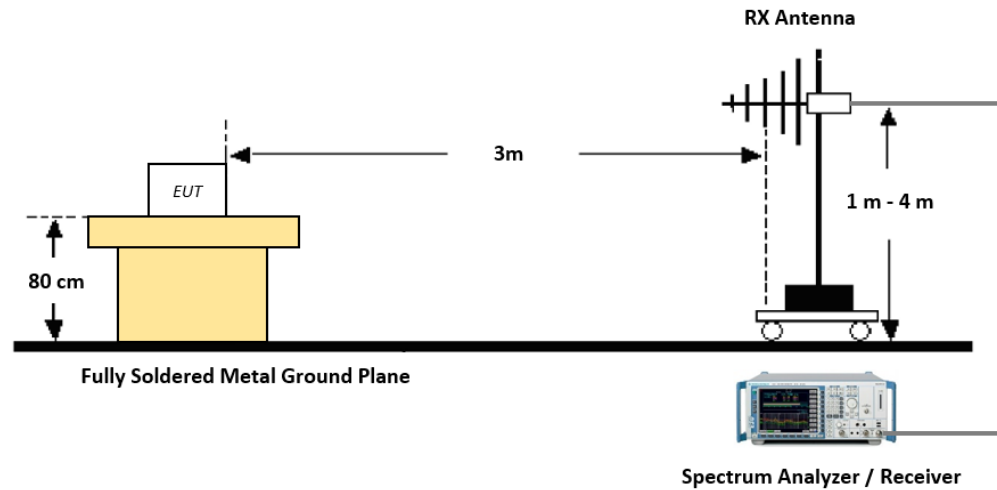 RX Antenna
3m
EUT
1 m - 4 m
80 cm
Fully Soldered Metal Ground Plane
Spectrum Analyzer / Receiver